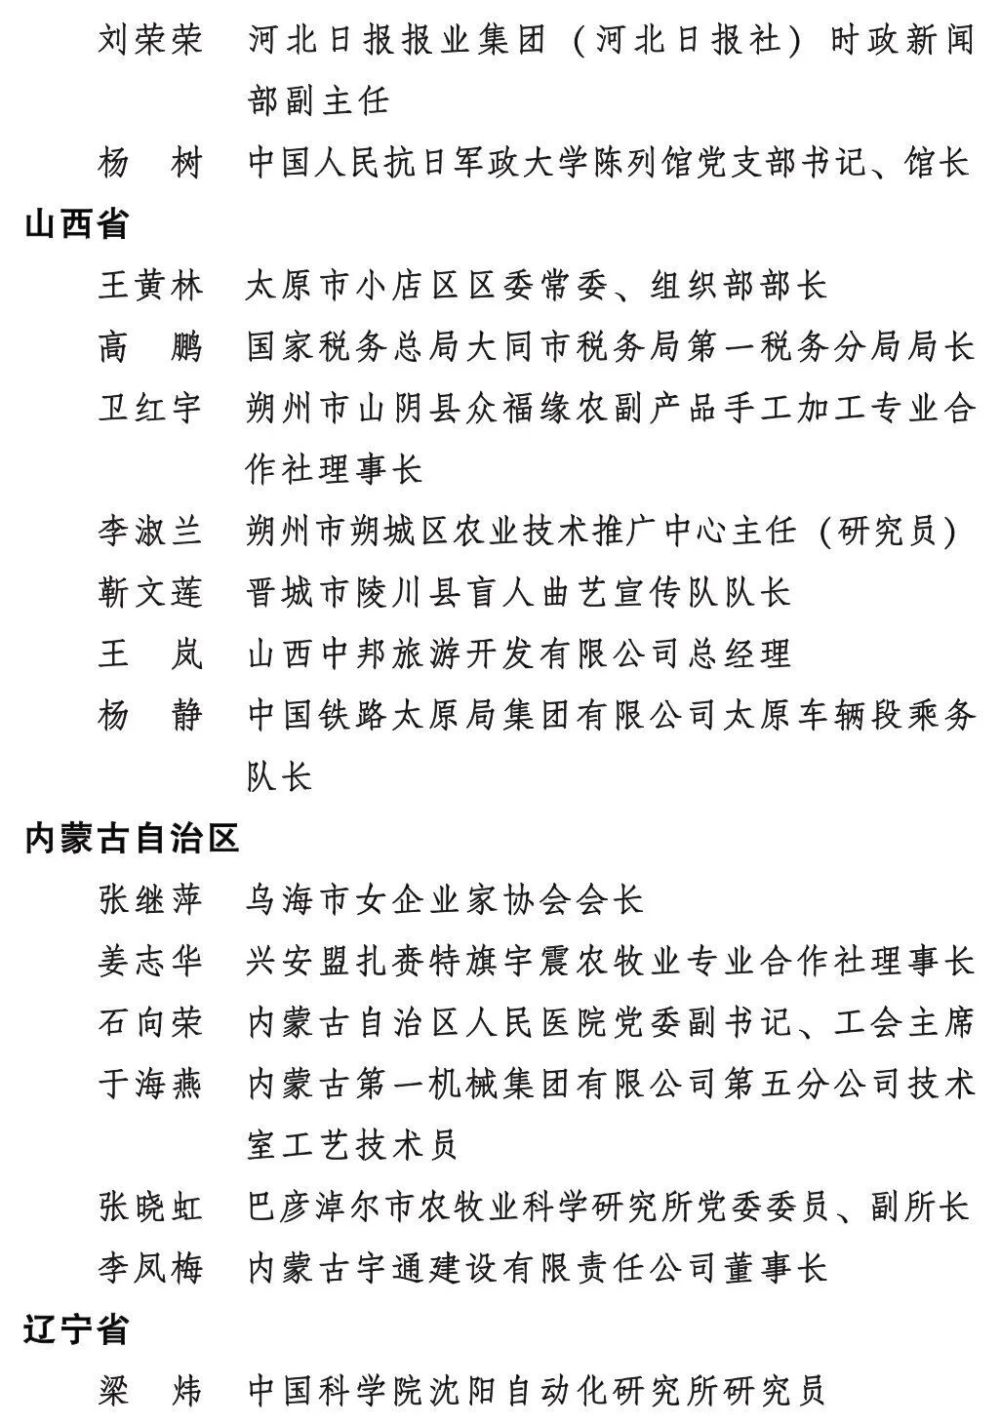 刘荣荣 河北日报报业集团（河北日报社）时政新闻
部副主任
杨 树 中国人民抗日军政大学陈列馆党支部书记、馆长
山西省
王黄林 太原市小店区区委常委、组织部部长
高 鹏 国家税务总局大同市税务局第一税务分局局长
卫红宇 朔州市山阴县众福缘农副产品手工加工专业合
作社理事长
李淑兰 朔州市朔城区农业技术推广中心主任（研究员）
靳文莲 晋城市陵川县盲人曲艺宣传队队长
王 岚 山西中邦旅游开发有限公司总经理
杨 静 中国铁路太原局集团有限公司太原车辆段乘务
队长
内蒙古自治区
张继萍 乌海市女企业家协会会长
姜志华 兴安盟扎赉特旗宇震农牧业专业合作社理事长
石向荣 内蒙古自治区人民医院党委副书记、工会主席
于海燕 内蒙古第一机械集团有限公司第五分公司技术
室工艺技术员
张晓虹 巴彦淖尔市农牧业科学研究所党委委员、副所长
李凤梅 内蒙古宇通建设有限责任公司董事长
辽宁省
梁 炜 中国科学院沈阳自动化研究所研究员